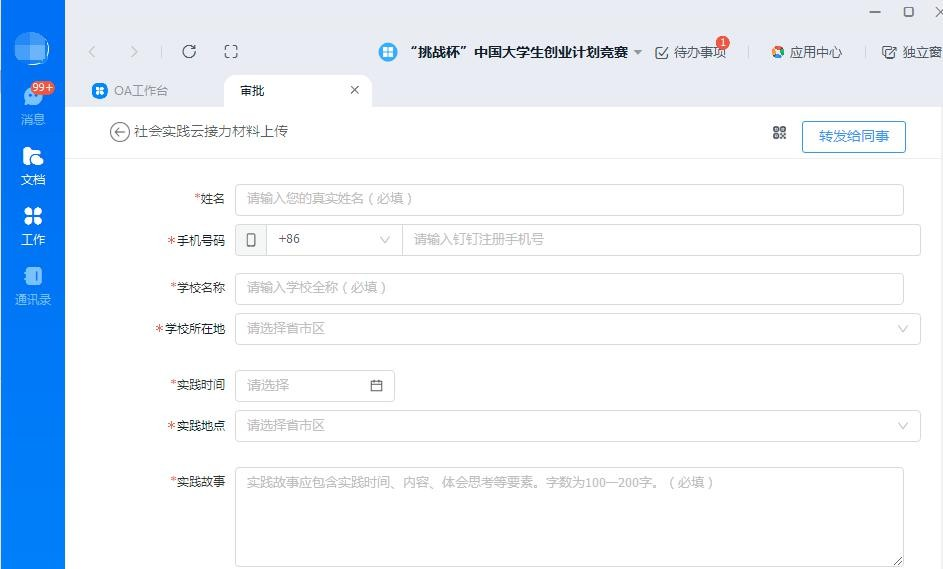 “挑战杯”中国大学生创业计划竞赛
待办事项
1
应用中心
独立窗
99+
消息
文档
工作
通讯录
OA工作台
审批
社会实践云接力材料上传
转发给同事
*姓名
请输入您的真实姓名（必填）
*手机号码
+86
请输入钉钉注册手机号
*学校名称
请输入学校全称（必填）
*学校所在地
请选择省市区
*实践时间
请选择
*实践地点
请选择省市区
*实践故事
实践故事应包含实践时间、内容、体会思考等要素。字数为100—200字。（必填）